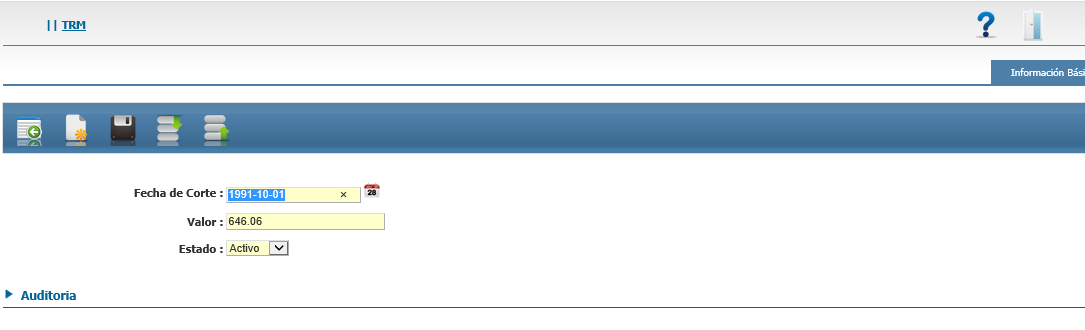 || TRM
Información Bási
28
Fecha de Corte : 1991-10-01 ×
Valor : 646.06
Estado : Activo
Auditoria